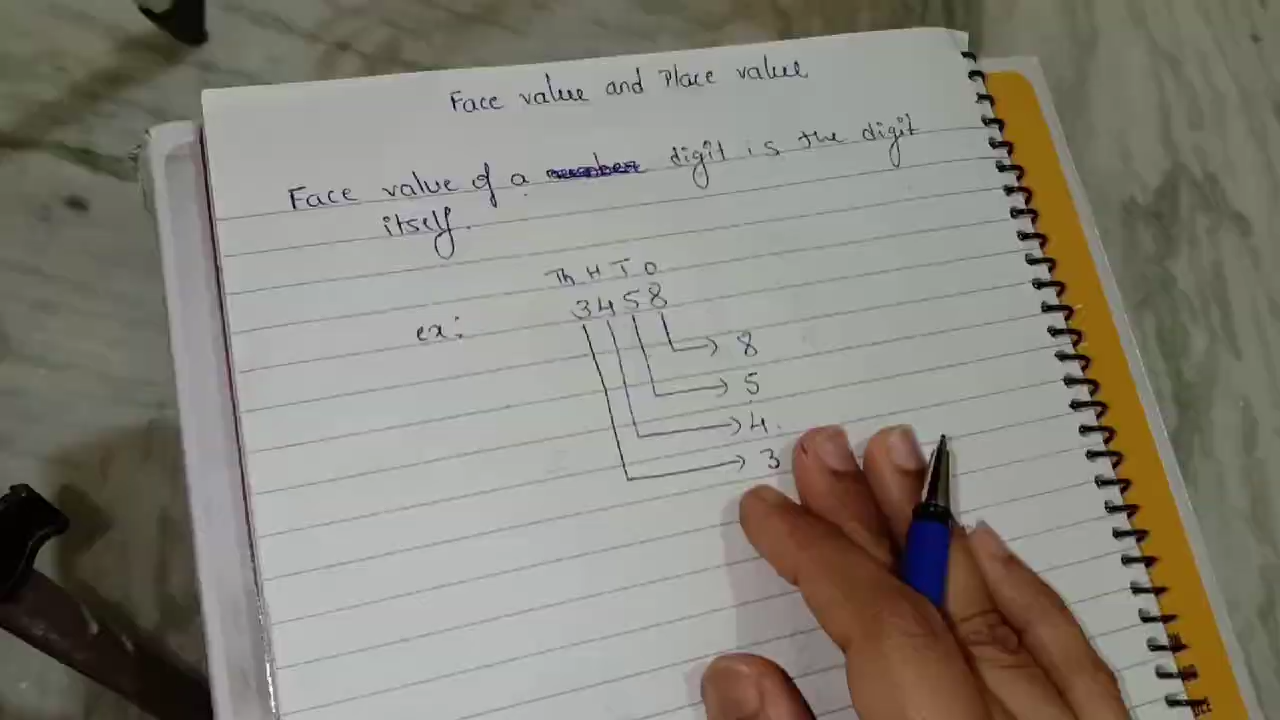 Face value and Place value
Face value of a digit is the digit
itself.
Th H T O
ex: 3458
8
5
4
3